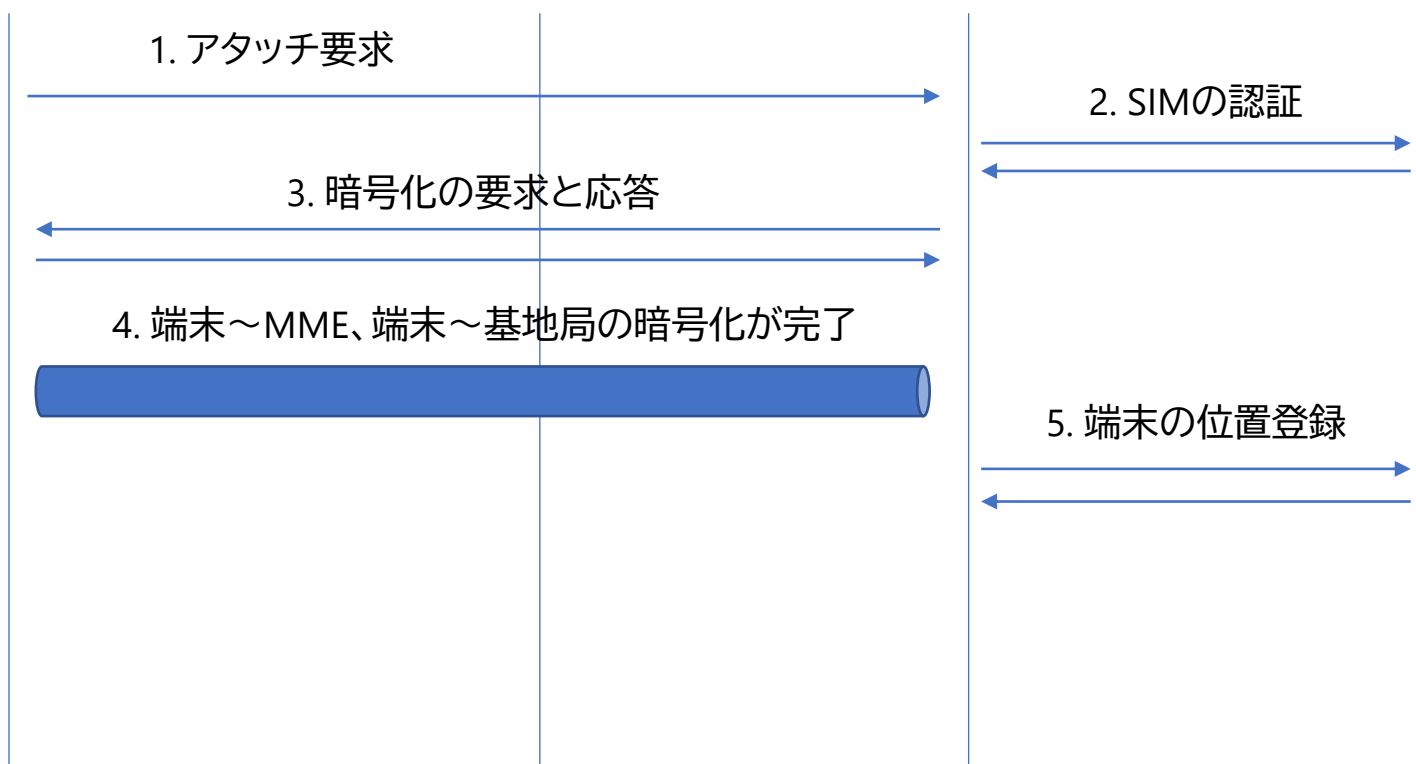 1. アタッチ要求
2. SIMの認証
3. 暗号化の要求と応答
4. 端末～MME、端末～基地局の暗号化が完了
5. 端末の位置登録